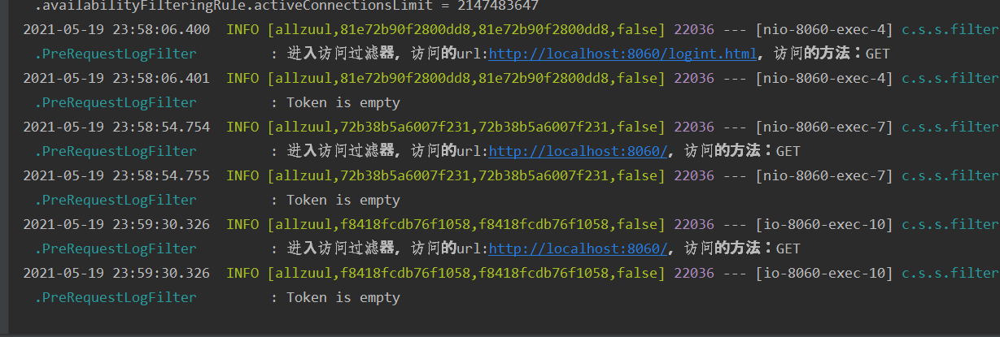 .availabilityFilteringRule.activeConnectionsLimit = 2147483647
2021-05-19 23:58:06.400  INFO [allzuul,81e72b90f2800dd8,81e72b90f2800dd8,false] 22036 --- [nio-8060-exec-4] c.s.s.filter
.PreRequestLogFilter         : 进入访问过滤器，访问的url:http://localhost:8060/logint.html，访问的方法：GET
2021-05-19 23:58:06.401  INFO [allzuul,81e72b90f2800dd8,81e72b90f2800dd8,false] 22036 --- [nio-8060-exec-4] c.s.s.filter
.PreRequestLogFilter         : Token is empty
2021-05-19 23:58:54.754  INFO [allzuul,72b38b5a6007f231,72b38b5a6007f231,false] 22036 --- [nio-8060-exec-7] c.s.s.filter
.PreRequestLogFilter         : 进入访问过滤器，访问的url:http://localhost:8060/，访问的方法：GET
2021-05-19 23:58:54.755  INFO [allzuul,72b38b5a6007f231,72b38b5a6007f231,false] 22036 --- [nio-8060-exec-7] c.s.s.filter
.PreRequestLogFilter         : Token is empty
2021-05-19 23:59:30.326  INFO [allzuul,f8418fcdb76f1058,f8418fcdb76f1058,false] 22036 --- [io-8060-exec-10] c.s.s.filter
.PreRequestLogFilter         : 进入访问过滤器，访问的url:http://localhost:8060/，访问的方法：GET
2021-05-19 23:59:30.326  INFO [allzuul,f8418fcdb76f1058,f8418fcdb76f1058,false] 22036 --- [io-8060-exec-10] c.s.s.filter
.PreRequestLogFilter         : Token is empty